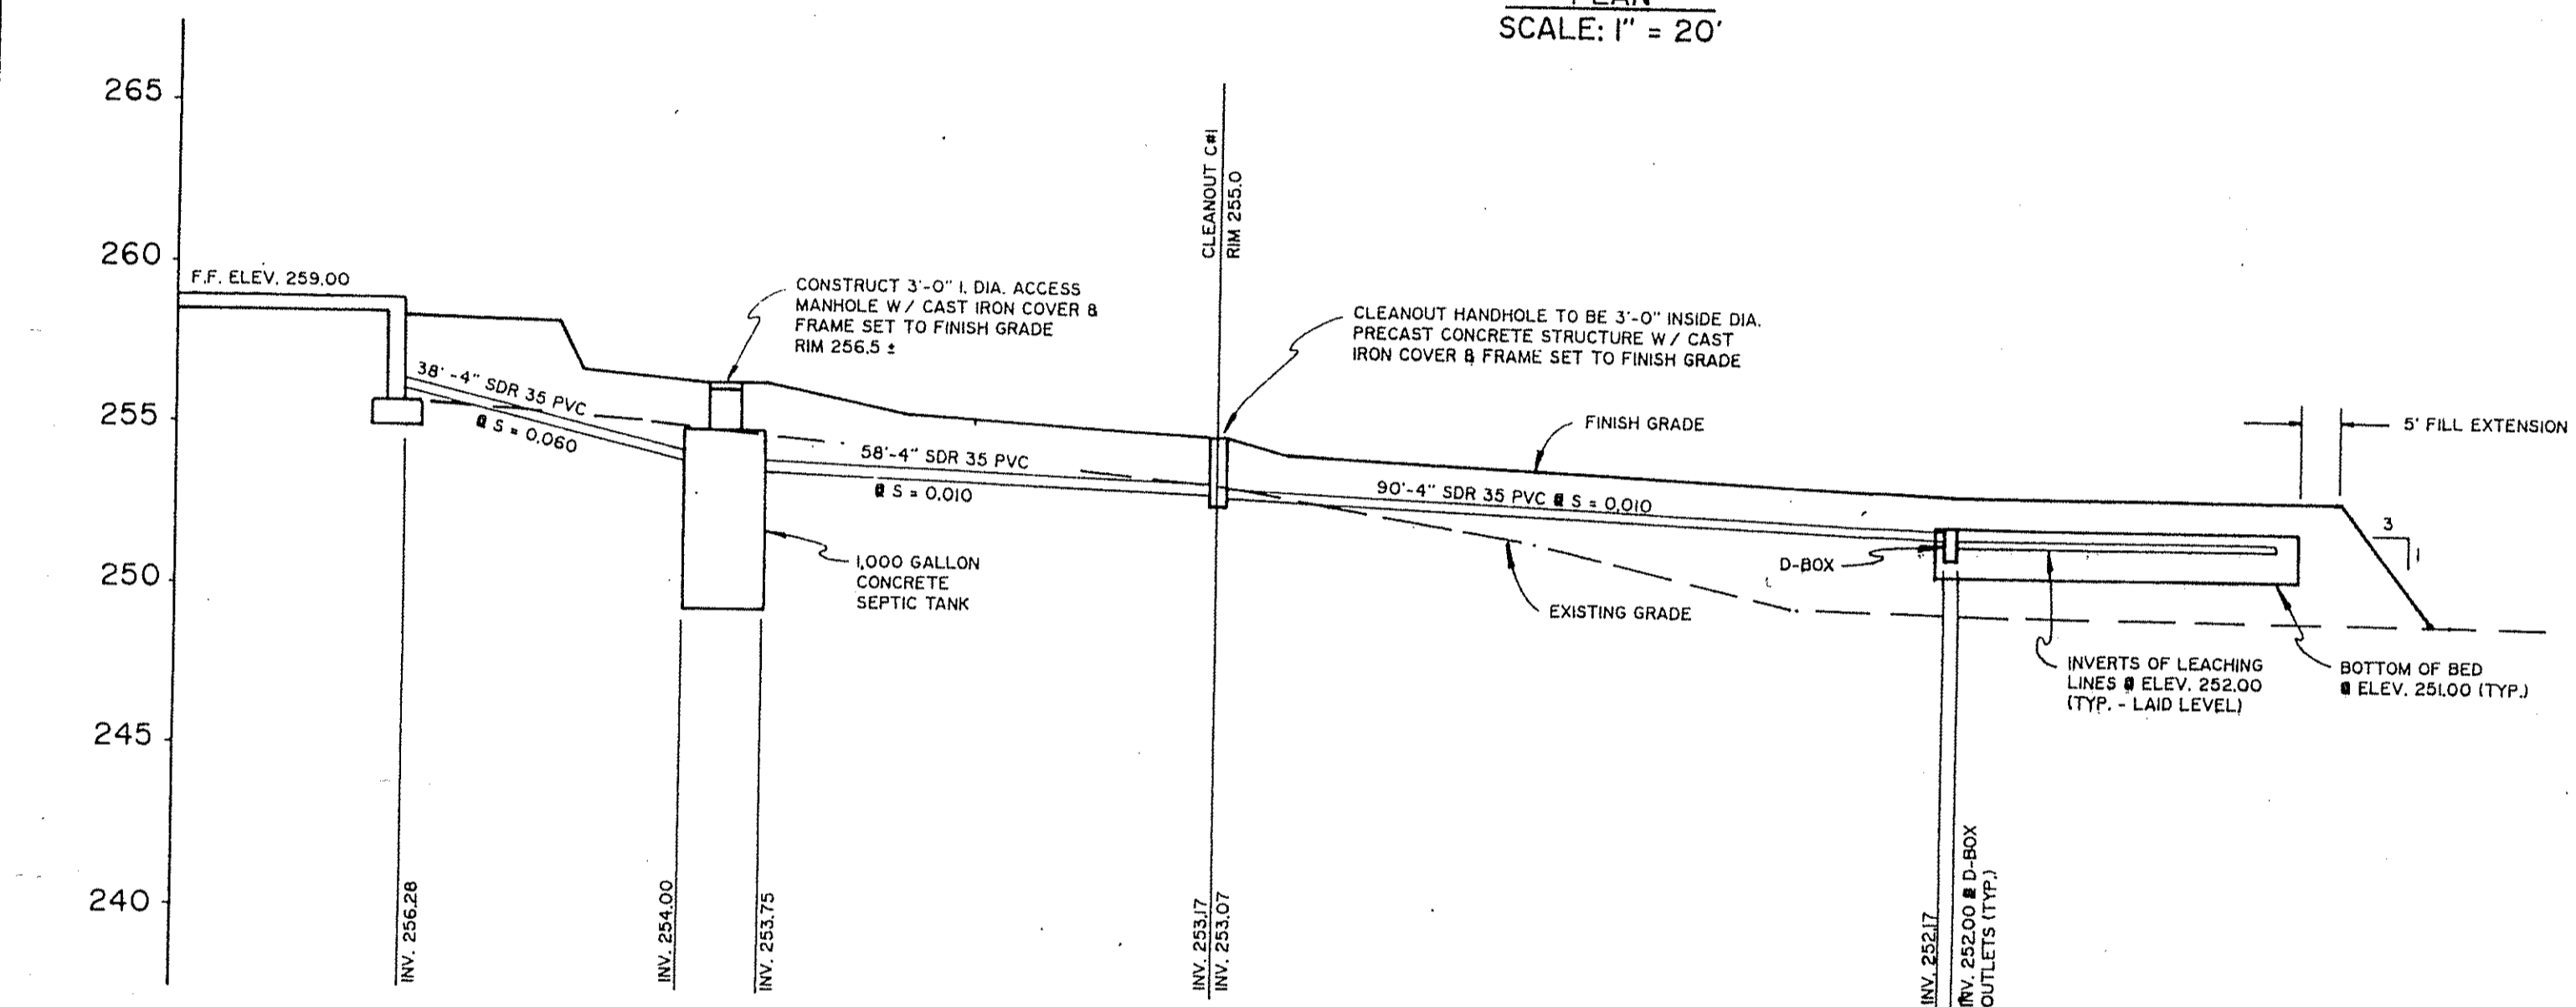 PLAN
SCALE: 1" = 20'
265
260
255
250
245
240
F.F. ELEV. 259.00
CONSTRUCT 3'-0" I. DIA. ACCESS
MANHOLE W/ CAST IRON COVER &
FRAME SET TO FINISH GRADE
RIM 256.5 ±
CLEANOUT C#1
RIM 255.0
CLEANOUT HANDHOLE TO BE 3'-0" INSIDE DIA.
PRECAST CONCRETE STRUCTURE W/ CAST
IRON COVER & FRAME SET TO FINISH GRADE
38'-4" SDR 35 PVC
@ S = 0.060
58'-4" SDR 35 PVC
@ S = 0.010
90'-4" SDR 35 PVC @ S = 0.010
FINISH GRADE
5' FILL EXTENSION
3
1
1,000 GALLON
CONCRETE
SEPTIC TANK
D-BOX
EXISTING GRADE
INVERTS OF LEACHING
LINES @ ELEV. 252.00
(TYP. - LAID LEVEL)
BOTTOM OF BED
@ ELEV. 251.00 (TYP.)
INV. 256.28
INV. 254.00
INV. 253.75
INV. 253.17
INV. 253.07
INV. 252.17
INV. 252.00 @ D-BOX
OUTLETS (TYP.)